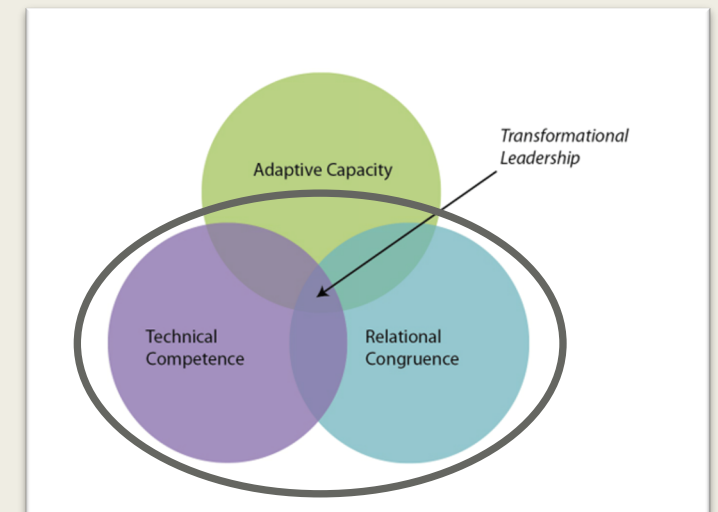 Transformational
Leadership
Adaptive Capacity
Technical
Competence
Relational
Congruence